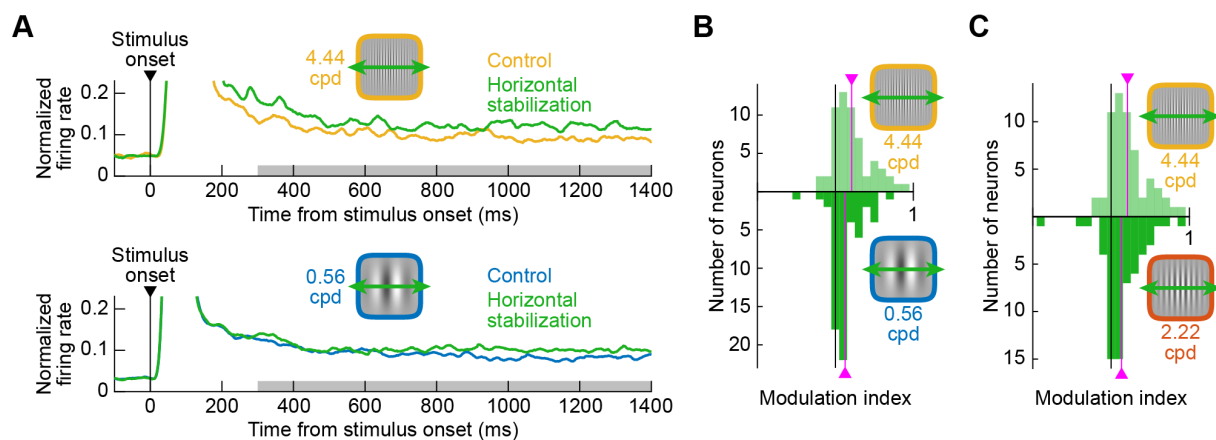 A
Stimulus
onset
4.44
cpd
Control
Horizontal
stabilization
Normalized
firing rate
0.2
0.1
0
0
200
400
600
800
1000
1200
1400
Time from stimulus onset (ms)
Stimulus
onset
0.56
cpd
Control
Horizontal
stabilization
Normalized
firing rate
0.2
0.1
0
0
200
400
600
800
1000
1200
1400
Time from stimulus onset (ms)
B
Number of neurons
10
5
5
10
15
20
4.44
cpd
1
0.56
cpd
Modulation index
C
Number of neurons
10
5
5
10
15
4.44
cpd
1
2.22
cpd
Modulation index